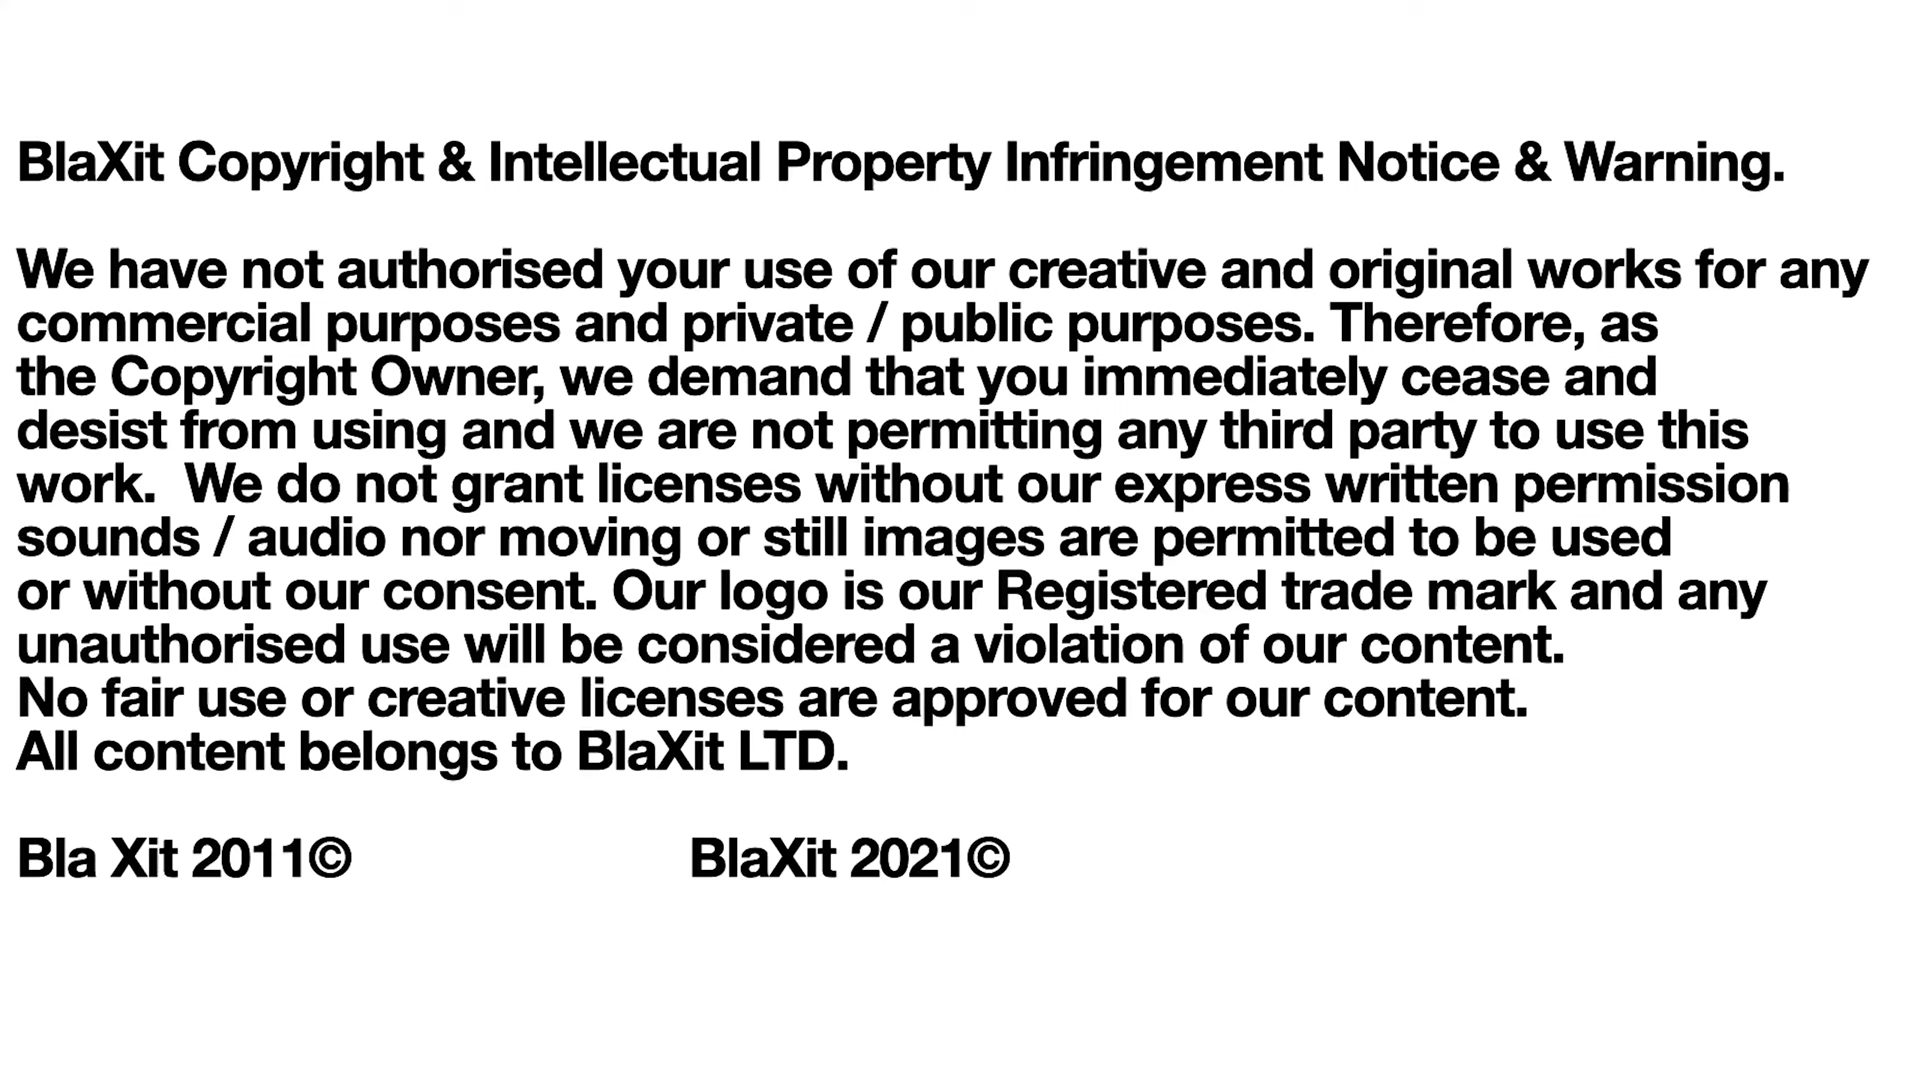 BlaXit Copyright & Intellectual Property Infringement Notice & Warning.
We have not authorised your use of our creative and original works for any
commercial purposes and private / public purposes. Therefore, as
the Copyright Owner, we demand that you immediately cease and
desist from using and we are not permitting any third party to use this
work.  We do not grant licenses without our express written permission
sounds / audio nor moving or still images are permitted to be used
or without our consent. Our logo is our Registered trade mark and any
unauthorised use will be considered a violation of our content.
No fair use or creative licenses are approved for our content.
All content belongs to BlaXit LTD.
Bla Xit 2011© BlaXit 2021©